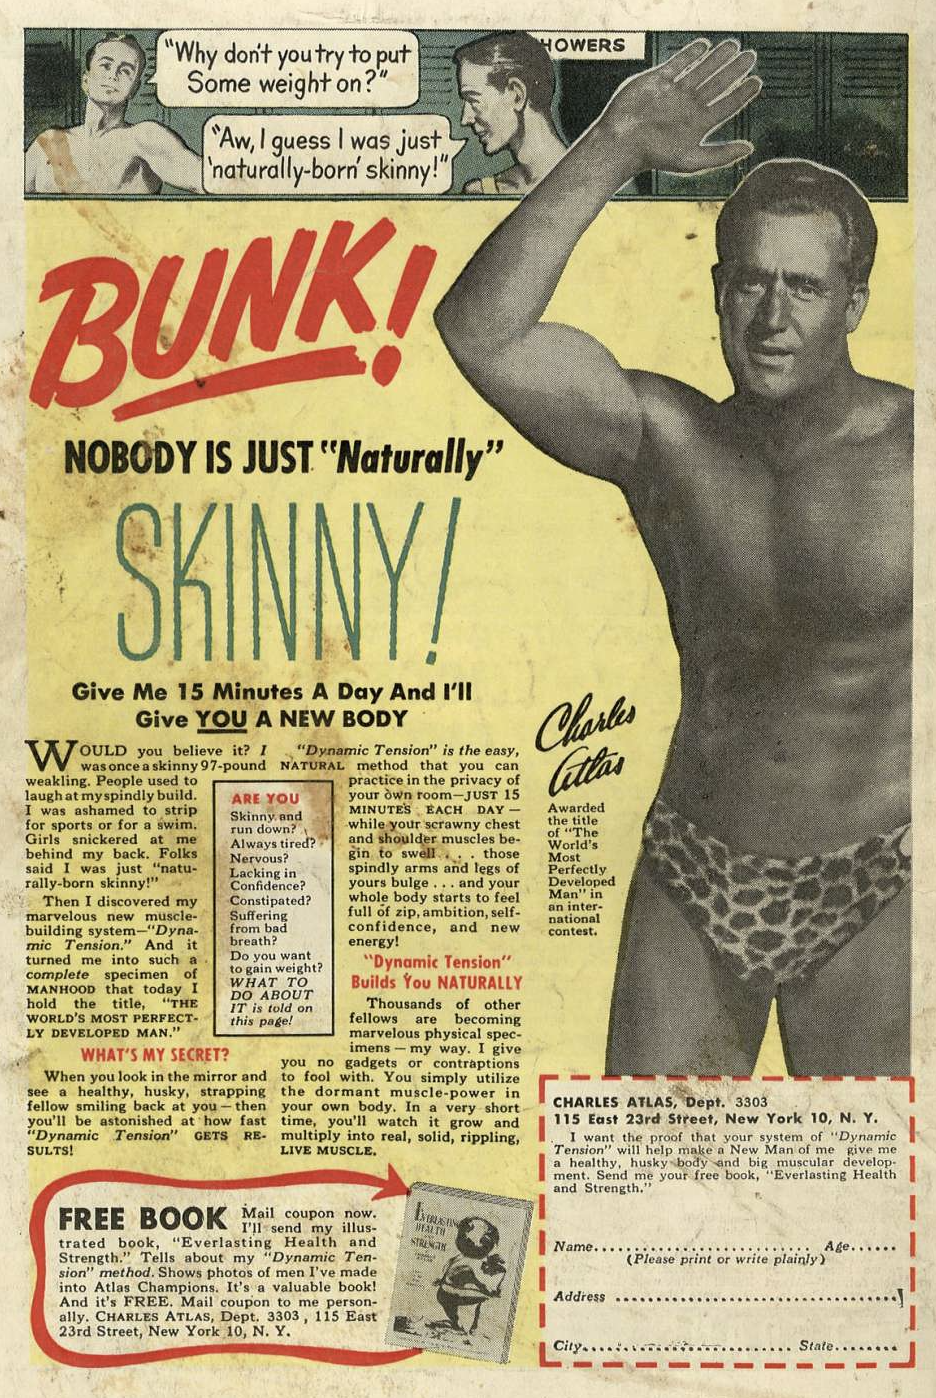 "Why don't you try to put
Some weight on?"
HOWERS
"Aw, I guess I was just
'naturally-born' skinny!"
BUNK!
NOBODY IS JUST "Naturally"
SKINNY!
Give Me 15 Minutes A Day And I'll
Give YOU A NEW BODY
WOULD you believe it? I
was once a skinny 97-pound
weakling. People used to
laugh at my spindly build.
I was ashamed to strip
for sports or for a swim.
Girls snickered at me
behind my back. Folks
said I was just "natu-
rally-born skinny!"
Then I discovered my
marvelous new muscle-
building system—"Dyna-
mic Tension." And it
turned me into such a
complete specimen of
MANHOOD that today I
hold the title, "THE
WORLD'S MOST PERFECT-
LY DEVELOPED MAN."
WHAT'S MY SECRET?
When you look in the mirror and
see a healthy, husky, strapping
fellow smiling back at you—then
you'll be astonished at how fast
"Dynamic Tension" GETS RE-
SULTS!
ARE YOU
Skinny and
run down?
Always tired?
Nervous?
Lacking in
Confidence?
Constipated?
Suffering
from bad
breath?
Do you want
to gain weight?
WHAT TO
DO ABOUT
IT is told on
this page!
"Dynamic Tension" is the easy,
NATURAL method that you can
practice in the privacy of
your own room—JUST 15
MINUTES EACH DAY—
while your scrawny chest
and shoulder muscles be-
gin to swell . . . those
spindly arms and legs of
yours bulge . . . and your
whole body starts to feel
full of zip, ambition, self-
confidence, and new
energy!
"Dynamic Tension"
Builds You NATURALLY
Thousands of other
fellows are becoming
marvelous physical spec-
imens—my way. I give
you no gadgets or contraptions
to fool with. You simply utilize
the dormant muscle-power in
your own body. In a very short
time, you'll watch it grow and
multiply into real, solid, rippling,
LIVE MUSCLE.
Charles
Atlas
Awarded
the title
of "The
World's
Most
Perfectly
Developed
Man" in
an inter-
national
contest.
FREE BOOK Mail coupon now.
I'll send my illus-
trated book, "Everlasting Health and
Strength." Tells about my "Dynamic Ten-
sion" method. Shows photos of men I've made
into Atlas Champions. It's a valuable book!
And it's FREE. Mail coupon to me person-
ally. CHARLES ATLAS, Dept. 3303, 115 East
23rd Street, New York 10, N. Y.
EVERLASTING
HEALTH
and
STRENGTH
CHARLES ATLAS, Dept. 3303
115 East 23rd Street, New York 10, N. Y.
I want the proof that your system of "Dynamic
Tension" will help make a New Man of me give me
a healthy, husky body and big muscular develop-
ment. Send me your free book, "Everlasting Health
and Strength."
Name.............................. Age......
(Please print or write plainly)
Address ........................................
City.............................. State.........